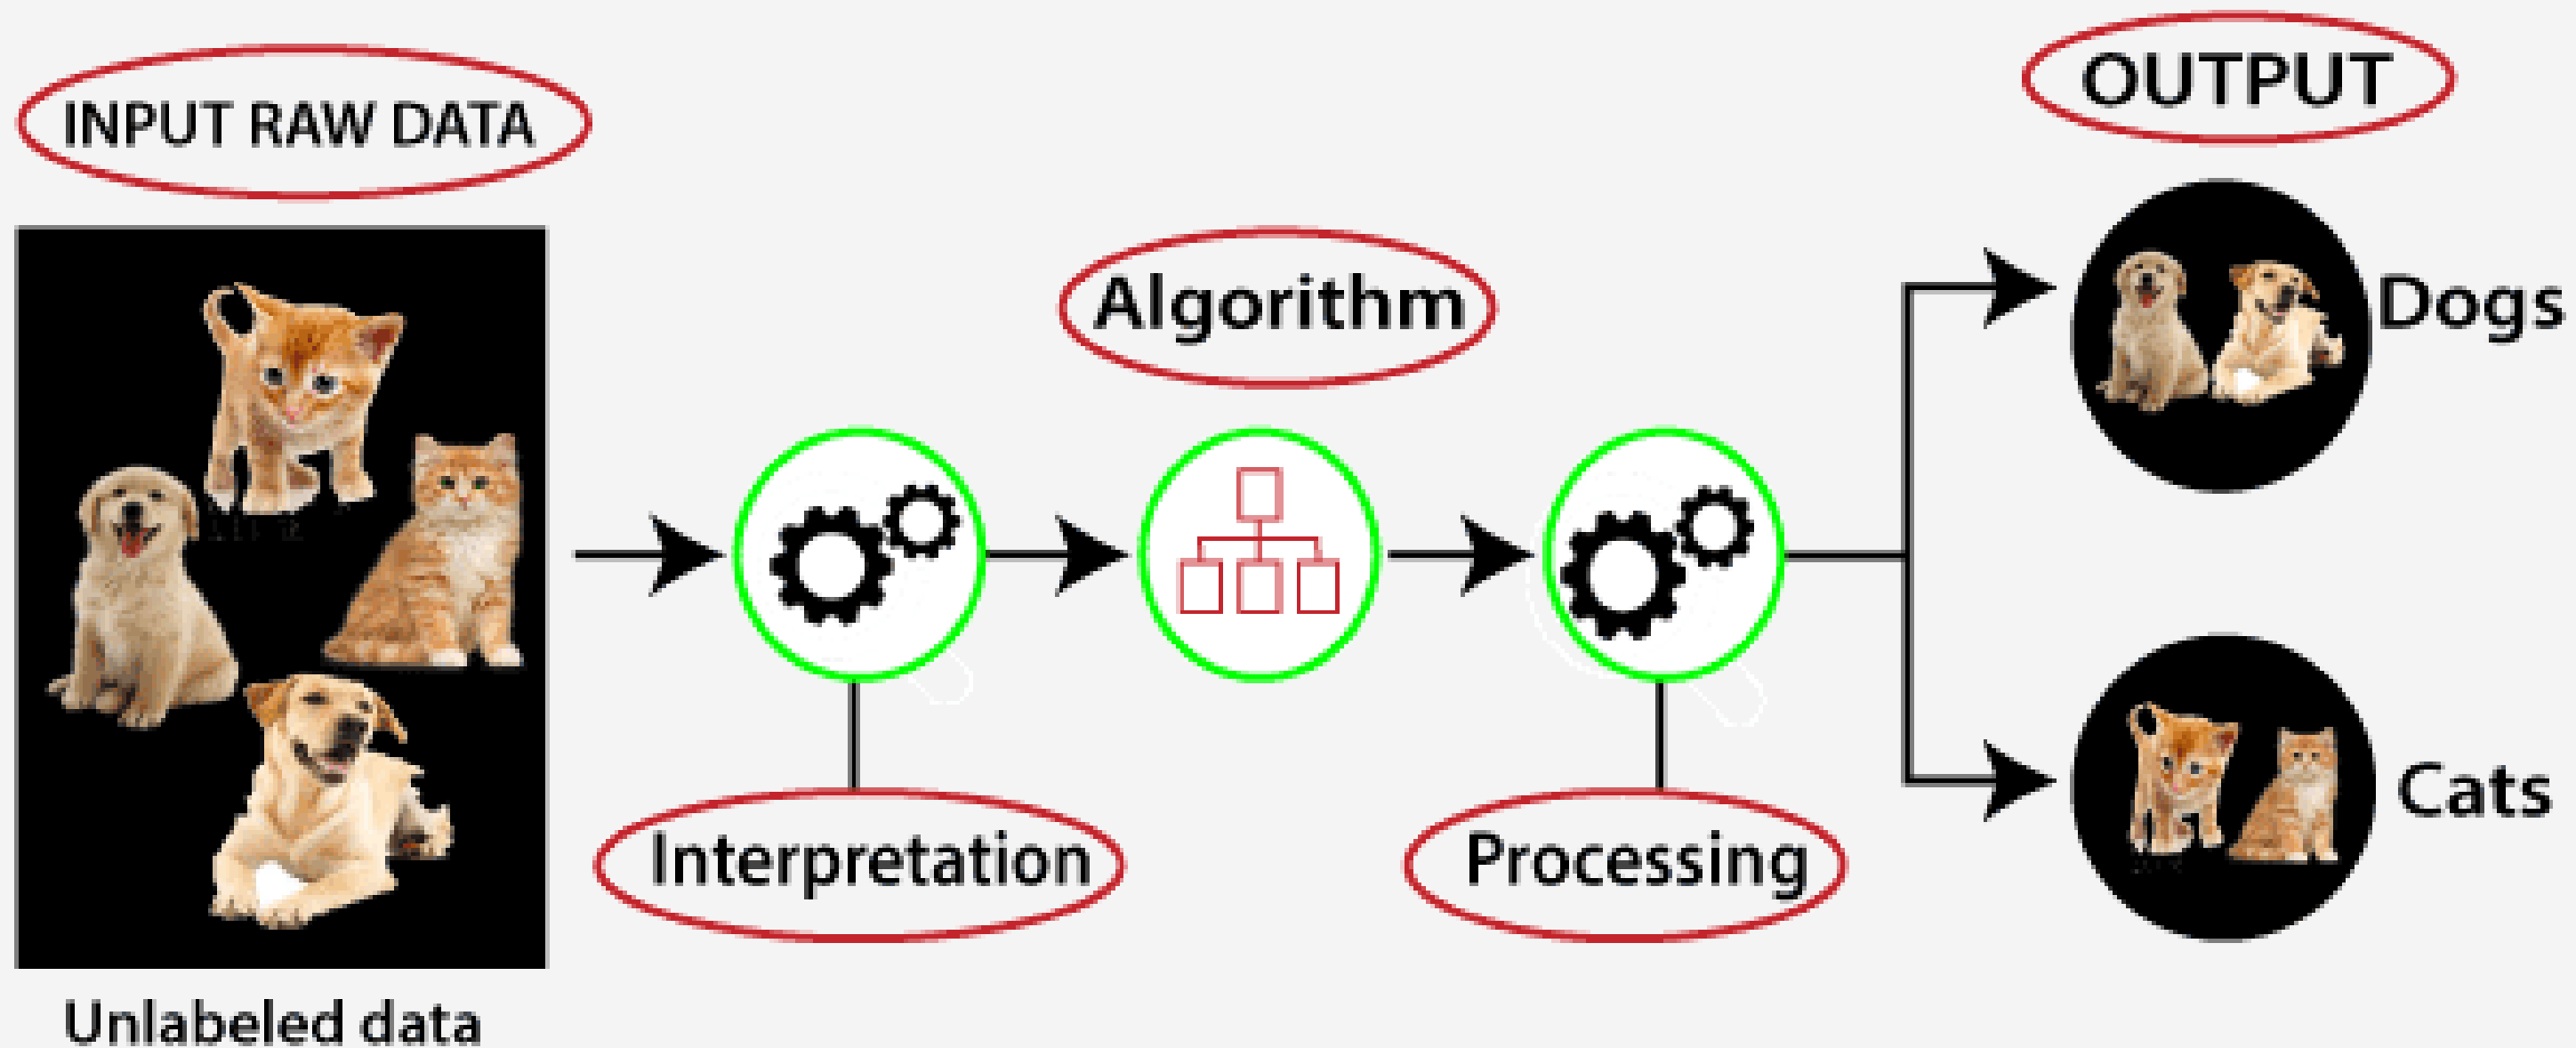 INPUT RAW DATA
OUTPUT
Algorithm
Dogs
Cats
Interpretation
Processing
Unlabeled data